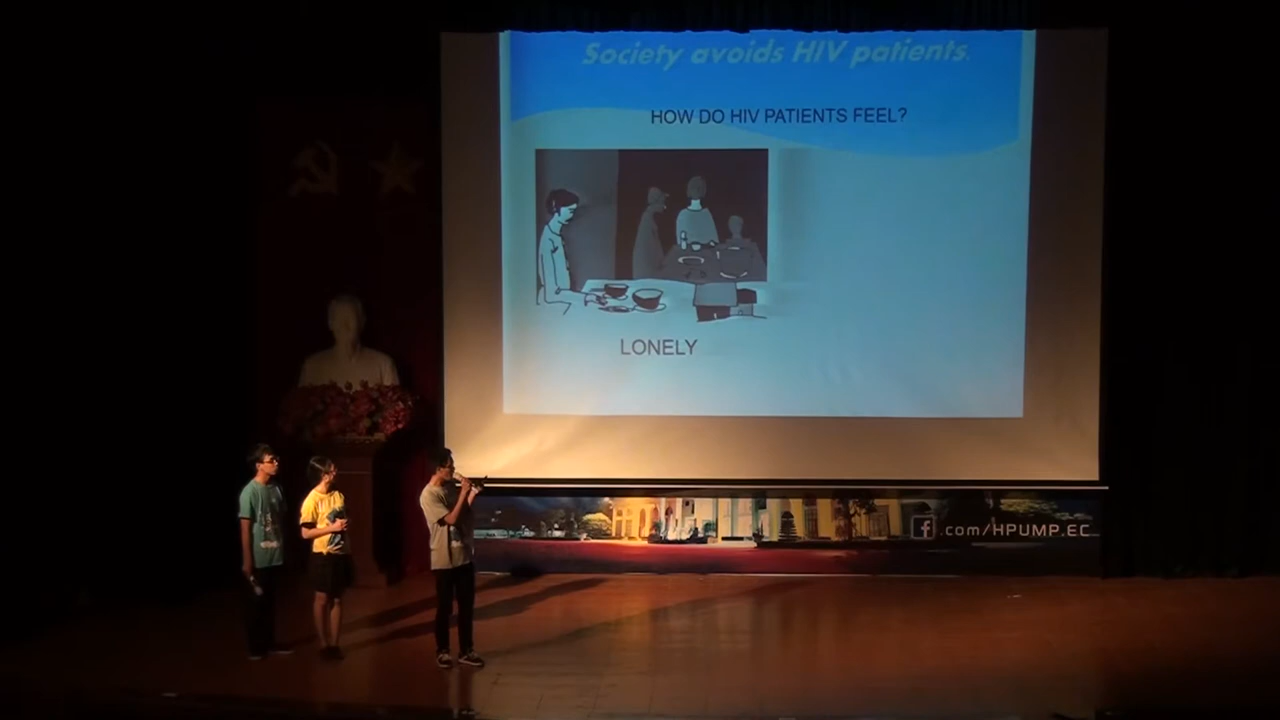 Society avoids HIV patients.
HOW DO HIV PATIENTS FEEL?
LONELY
f.com/HPUMP.EC